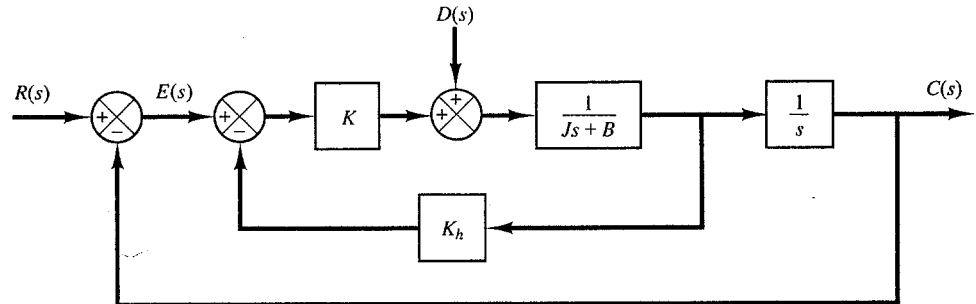 D(s)
R(s)
E(s)
C(s)
+
−
+
−
K
+
+
1
Js + B
1
s
K_h